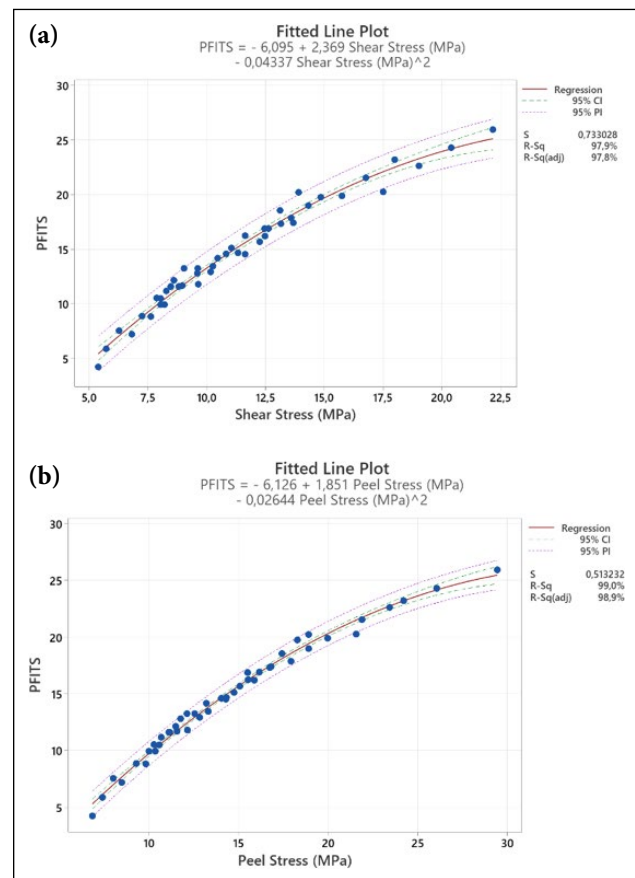 (a)
Fitted Line Plot
PFITS = - 6,095 + 2,369 Shear Stress (MPa)
- 0,04337 Shear Stress (MPa)^2
30
25
20
15
10
5
PFITS
5,0 7,5 10,0 12,5 15,0 17,5 20,0 22,5
Shear Stress (MPa)
Regression
95% CI
95% PI
S 0,733028
R-Sq 97,9%
R-Sq(adj) 97,8%
(b)
Fitted Line Plot
PFITS = - 6,126 + 1,851 Peel Stress (MPa)
- 0,02644 Peel Stress (MPa)^2
30
25
20
15
10
5
PFITS
10 15 20 25 30
Peel Stress (MPa)
Regression
95% CI
95% PI
S 0,513232
R-Sq 99,0%
R-Sq(adj) 98,9%